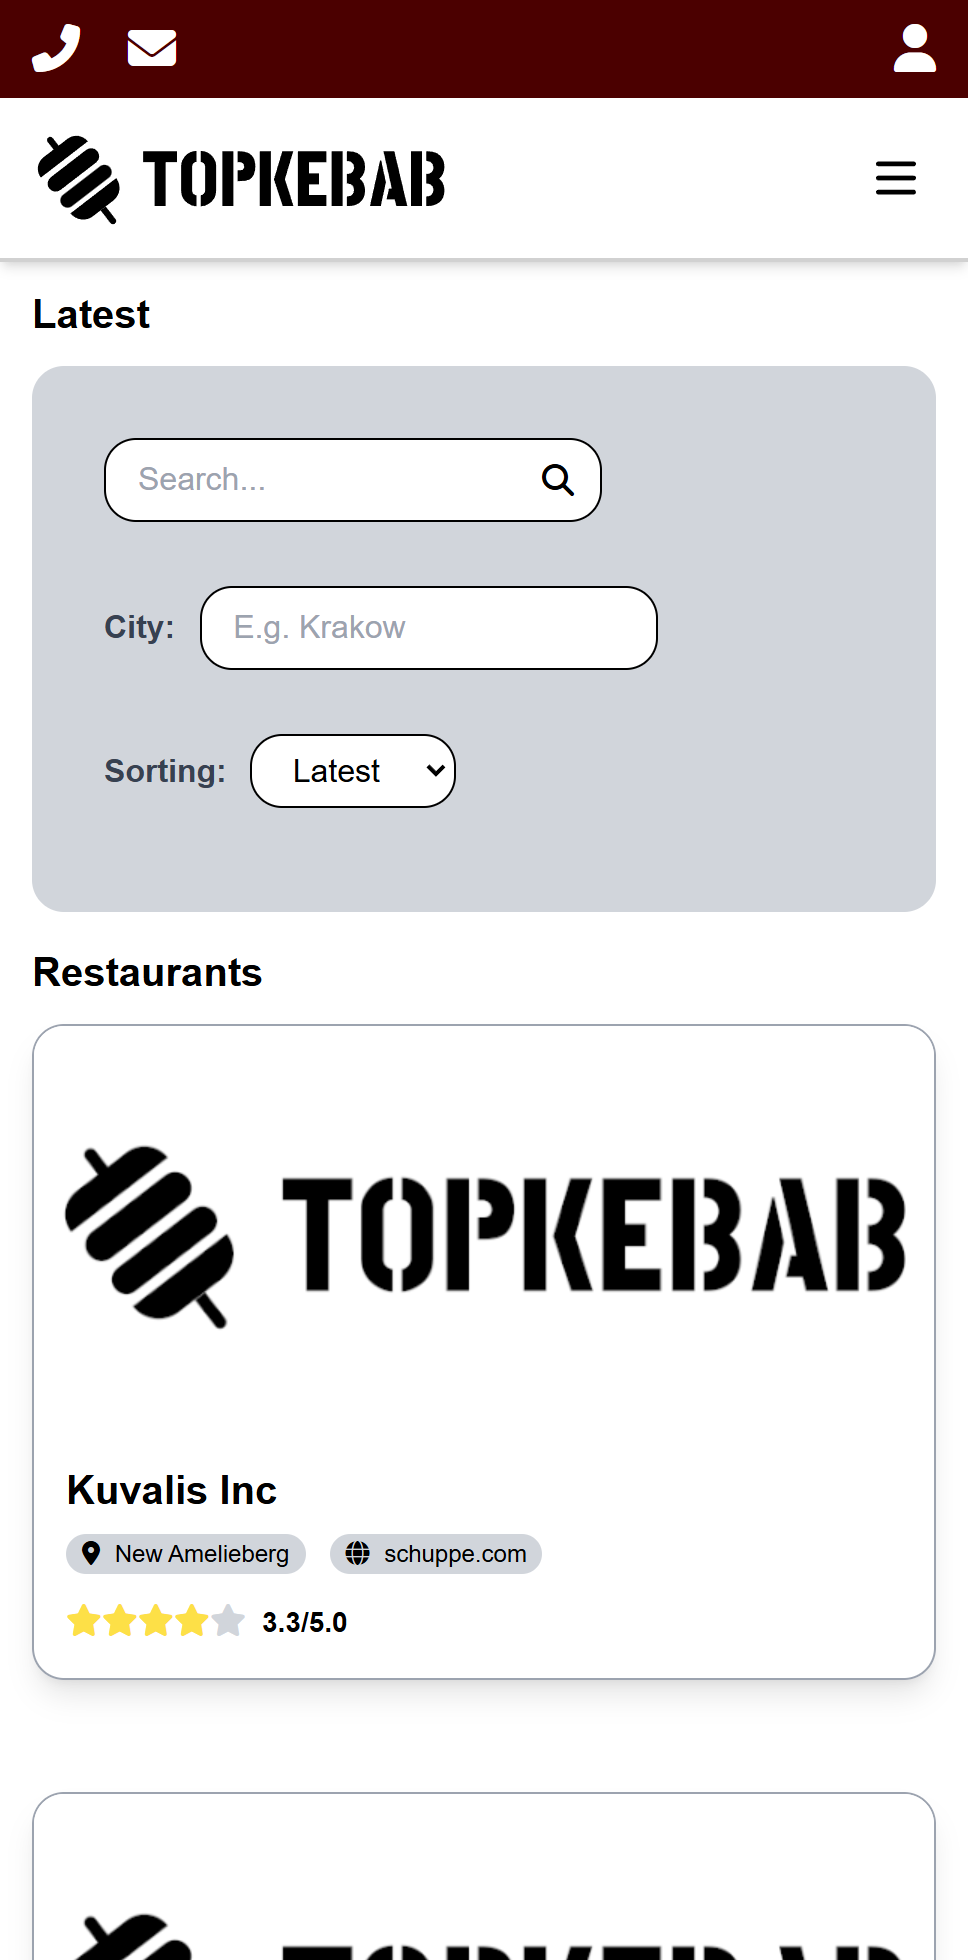 TOPKEBAB
Latest
Search...
City: E.g. Krakow
Sorting: Latest
Restaurants
TOPKEBAB
Kuvalis Inc
New Amelieberg schuppe.com
3.3/5.0
TOPKEBAB